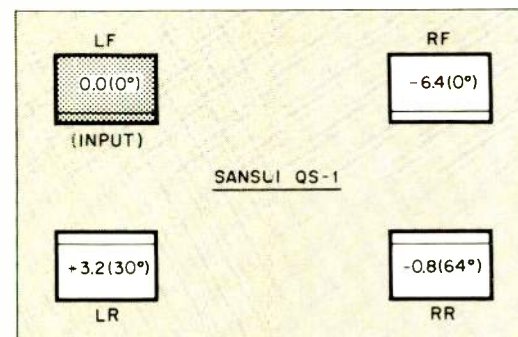 LF
RF
0.0(0°)
-6.4(0°)
(INPUT)
SANSUI QS-1
+3.2(30°)
-0.8(64°)
LR
RR